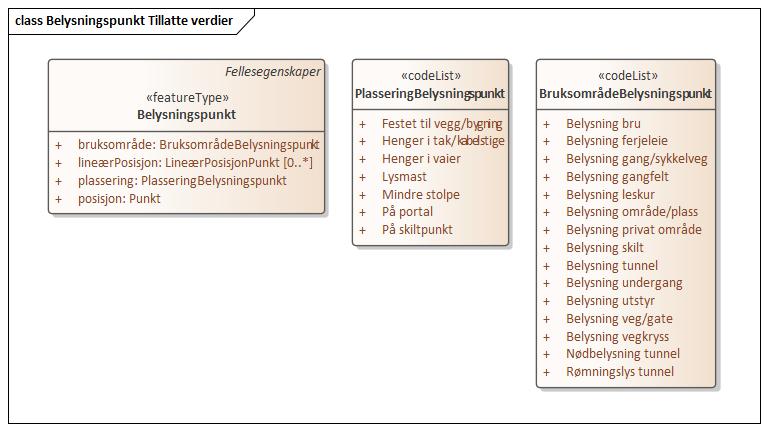 class Belysningspunkt Tillatte verdier
Fellesegenskaper
«featureType»
Belysningspunkt
+ bruksområde: BruksområdeBelysningspunkt
+ lineærPosisjon: LineærPosisjonPunkt [0..*]
+ plassering: PlasseringBelysningspunkt
+ posisjon: Punkt
«codeList»
PlasseringBelysningspunkt
+ Festet til vegg/bygning
+ Henger i tak/kabelstige
+ Henger i vaier
+ Lysmast
+ Mindre stolpe
+ På portal
+ På skiltpunkt
«codeList»
BruksområdeBelysningspunkt
+ Belysning bru
+ Belysning ferjeleie
+ Belysning gang/sykkelveg
+ Belysning gangfelt
+ Belysning leskur
+ Belysning område/plass
+ Belysning privat område
+ Belysning skilt
+ Belysning tunnel
+ Belysning undergang
+ Belysning utstyr
+ Belysning veg/gate
+ Belysning vegkryss
+ Nødbelysning tunnel
+ Rømningslys tunnel